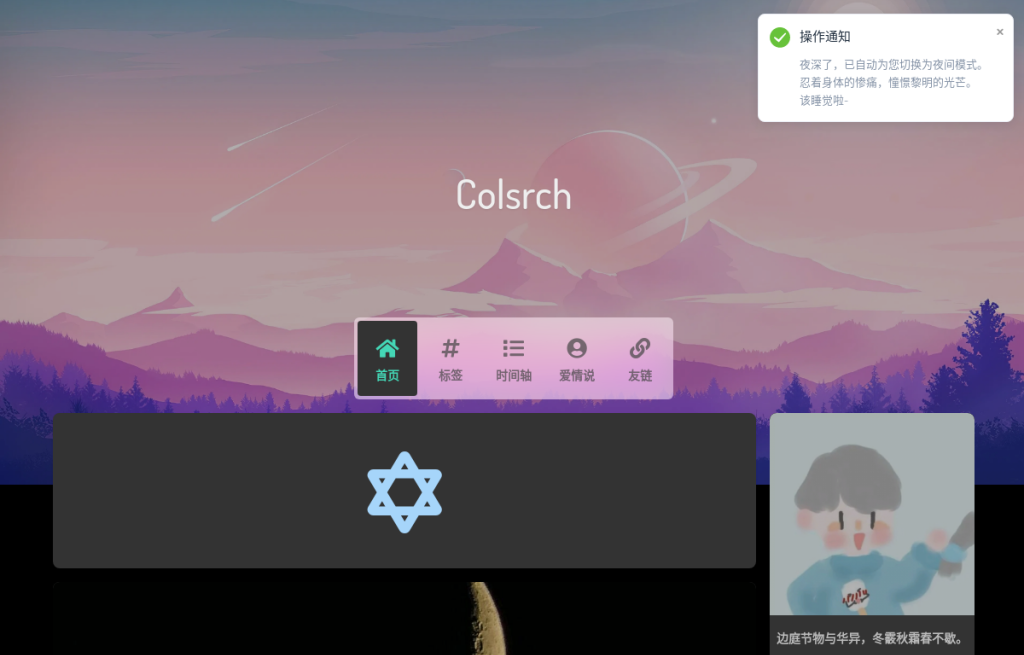 操作通知
×
夜深了，已自动为您切换为夜间模式。
忍着身体的惨痛，憧憬黎明的光芒。
该睡觉啦~
Colsrch
首页
标签
时间轴
爱情说
友链
边庭节物与华异，冬霰秋霜春不歇。